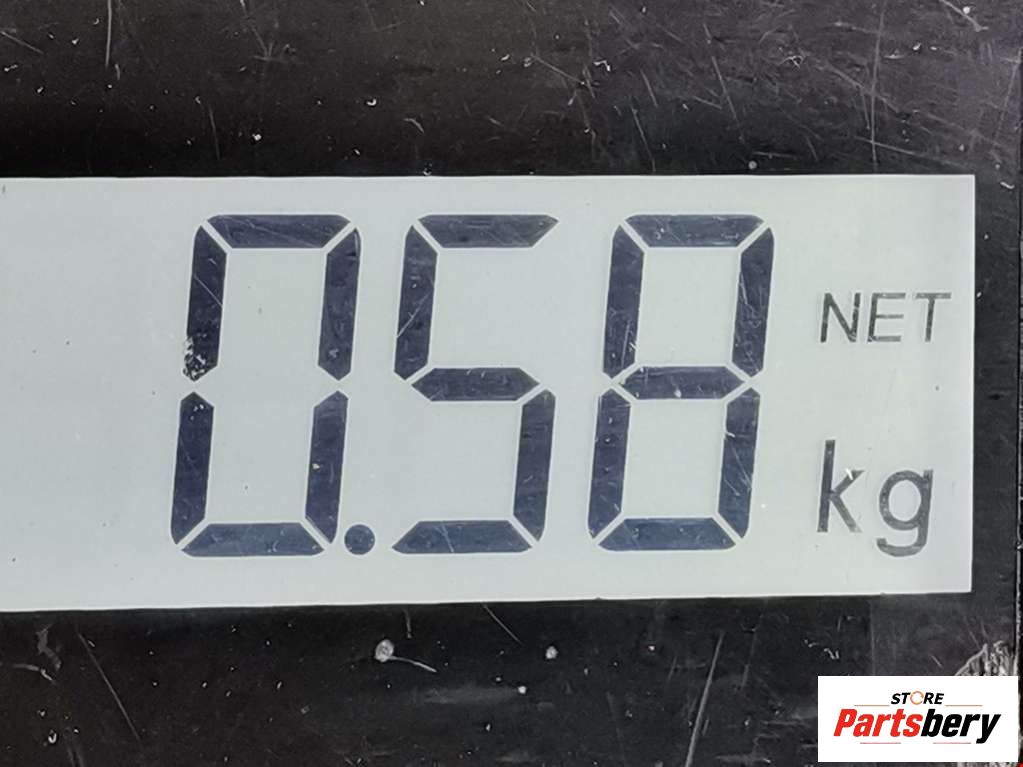 0.58 NET
kg
STORE
Partsbery